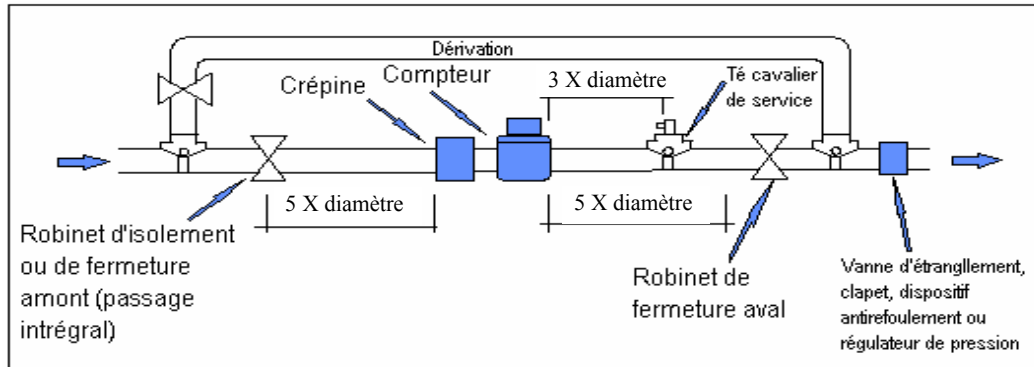 Dérivation
Crépine
Compteur
3 X diamètre
Té cavalier
de service
5 X diamètre
5 X diamètre
Robinet d'isolement
ou de fermeture
amont (passage
intrégral)
Robinet de
fermeture aval
Vanne d'étrangllement,
clapet, dispositif
antirefoulement ou
régulateur de pression